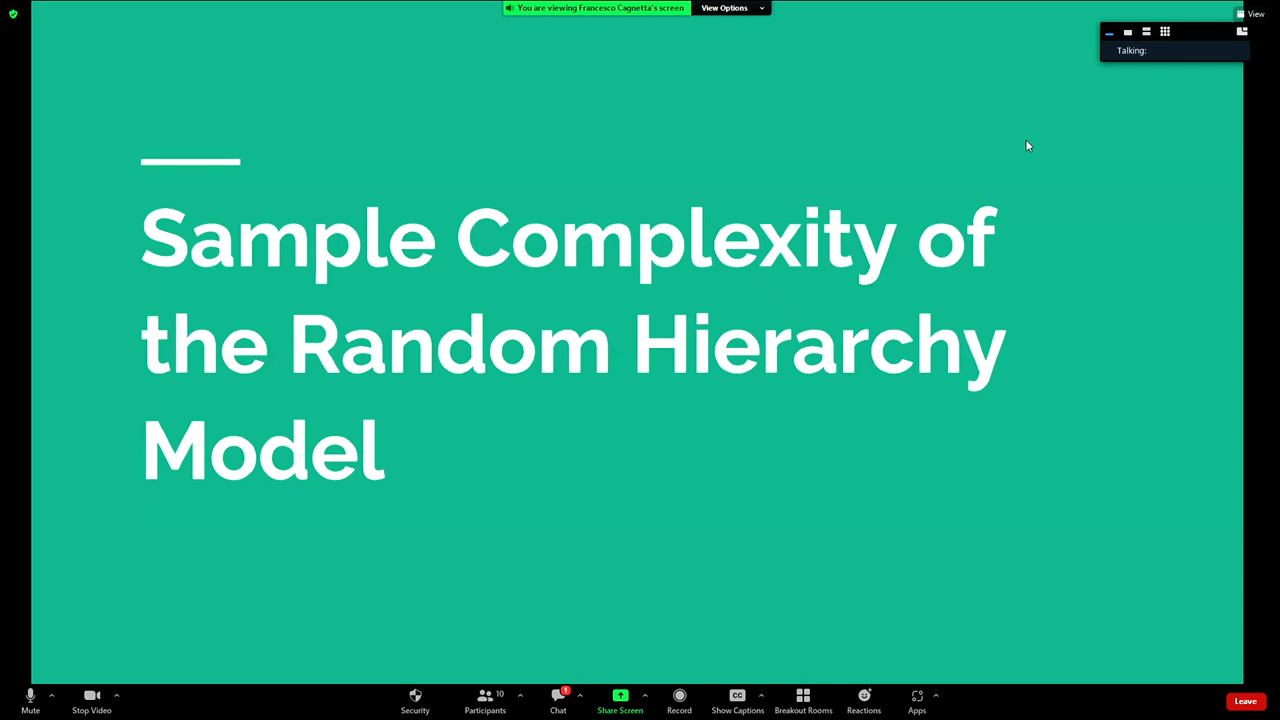 You are viewing Francesco Cagnetta's screen
View Options
View
Talking:
Sample Complexity of
the Random Hierarchy
Model
10
1
CC
Mute
Stop Video
Security
Participants
Chat
Share Screen
Record
Show Captions
Breakout Rooms
Reactions
Apps
Leave